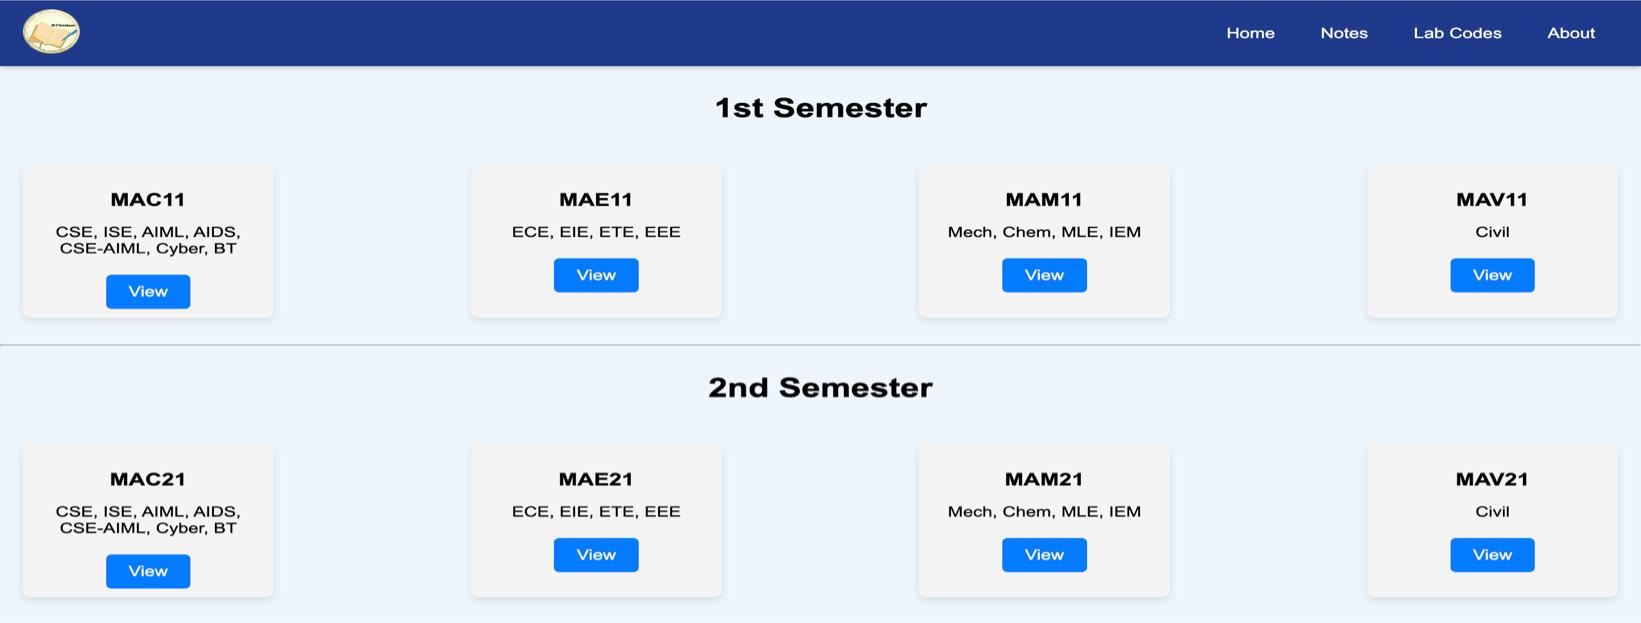 Home Notes Lab Codes About
1st Semester
MAC11
CSE, ISE, AIML, AIDS,
CSE-AIML, Cyber, BT
View
MAE11
ECE, EIE, ETE, EEE
View
MAM11
Mech, Chem, MLE, IEM
View
MAV11
Civil
View
2nd Semester
MAC21
CSE, ISE, AIML, AIDS,
CSE-AIML, Cyber, BT
View
MAE21
ECE, EIE, ETE, EEE
View
MAM21
Mech, Chem, MLE, IEM
View
MAV21
Civil
View